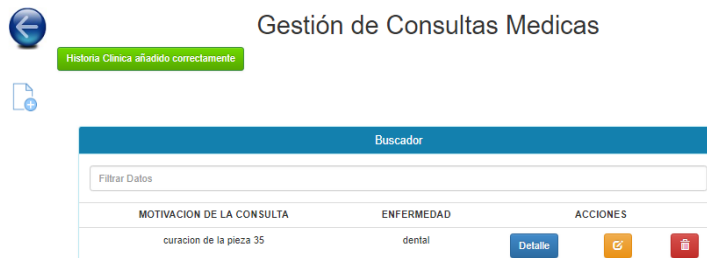 Gestión de Consultas Medicas
Historia Clinica añadido correctamente
Buscador
Filtrar Datos
MOTIVACION DE LA CONSULTA ENFERMEDAD ACCIONES
curacion de la pieza 35 dental Detalle